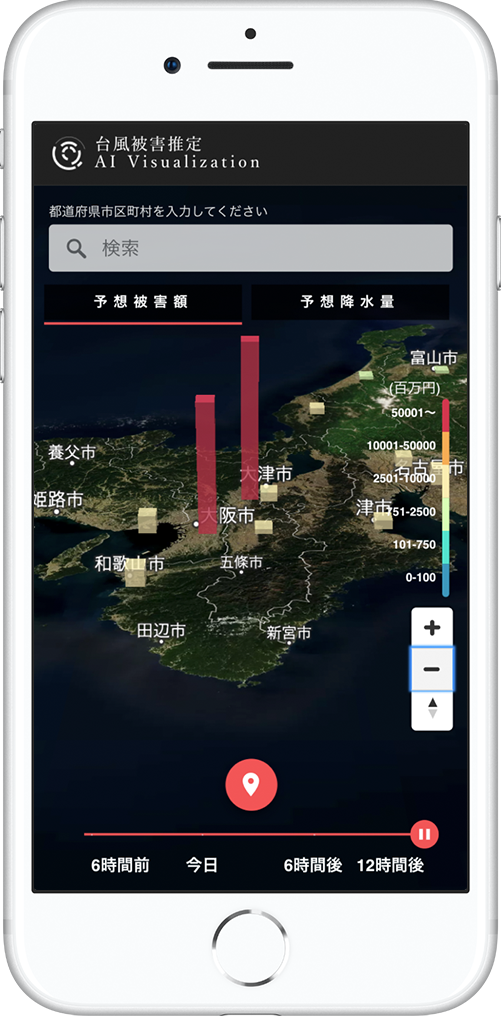 台風被害推定
AI Visualization
都道府県市区町村を入力してください
検索
予想被害額
予想降水量
富山市
(百万円)
50001〜
養父市
10001-50000
大津市
2501-10000
名古屋市
姫路市
大阪市
津市
751-2500
和歌山市
五條市
101-750
0-100
田辺市
新宮市
+
−
6時間前
今日
6時間後
12時間後